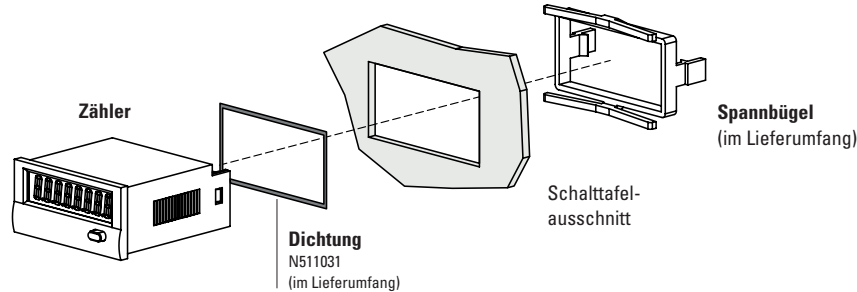 Zähler
Spannbügel
(im Lieferumfang)
Schalttafel-
ausschnitt
Dichtung
N511031
(im Lieferumfang)